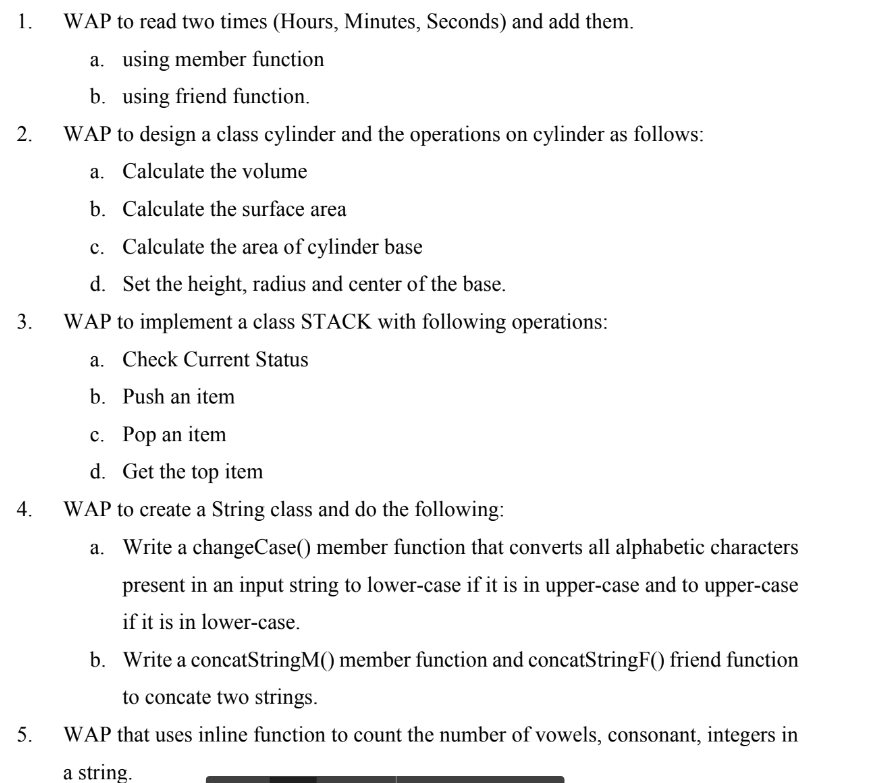 1. WAP to read two times (Hours, Minutes, Seconds) and add them.
a. using member function
b. using friend function.
2. WAP to design a class cylinder and the operations on cylinder as follows:
a. Calculate the volume
b. Calculate the surface area
c. Calculate the area of cylinder base
d. Set the height, radius and center of the base.
3. WAP to implement a class STACK with following operations:
a. Check Current Status
b. Push an item
c. Pop an item
d. Get the top item
4. WAP to create a String class and do the following:
a. Write a changeCase() member function that converts all alphabetic characters
present in an input string to lower-case if it is in upper-case and to upper-case
if it is in lower-case.
b. Write a concatStringM() member function and concatStringF() friend function
to concate two strings.
5. WAP that uses inline function to count the number of vowels, consonant, integers in
a string.